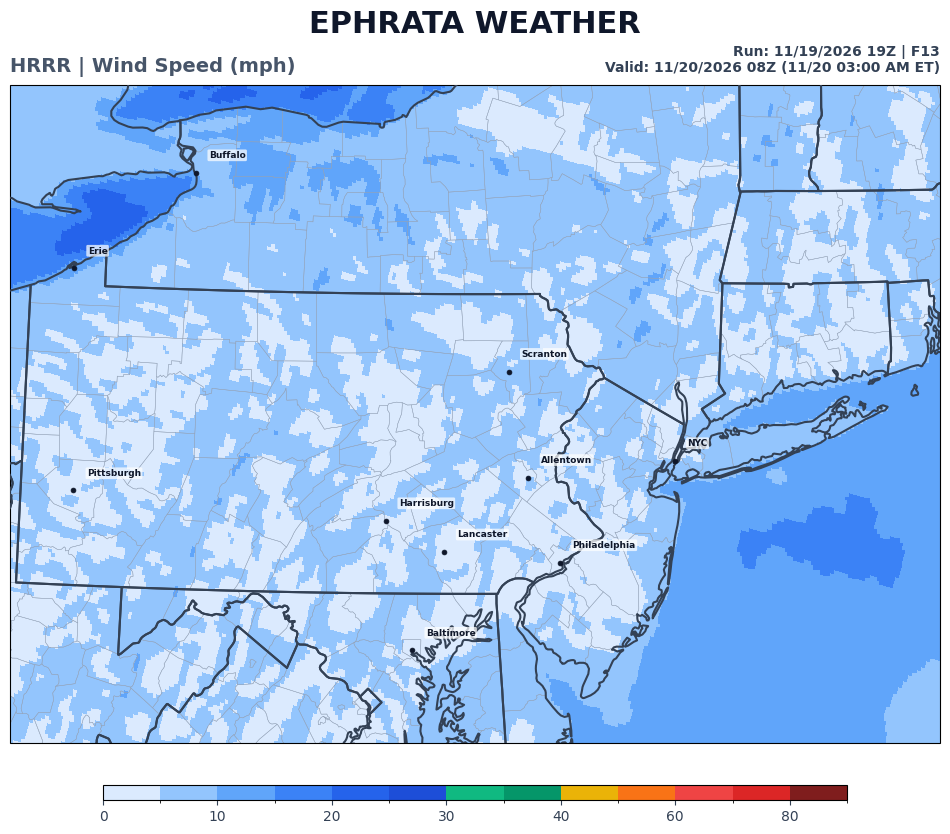 EPHRATA WEATHER
Run: 11/19/2026 19Z | F13
HRRR | Wind Speed (mph)
Valid: 11/20/2026 08Z (11/20 03:00 AM ET)
Buffalo
Erie
Scranton
NYC
Allentown
Pittsburgh
Harrisburg
Lancaster
Philadelphia
Baltimore
0 10 20 30 40 60 80